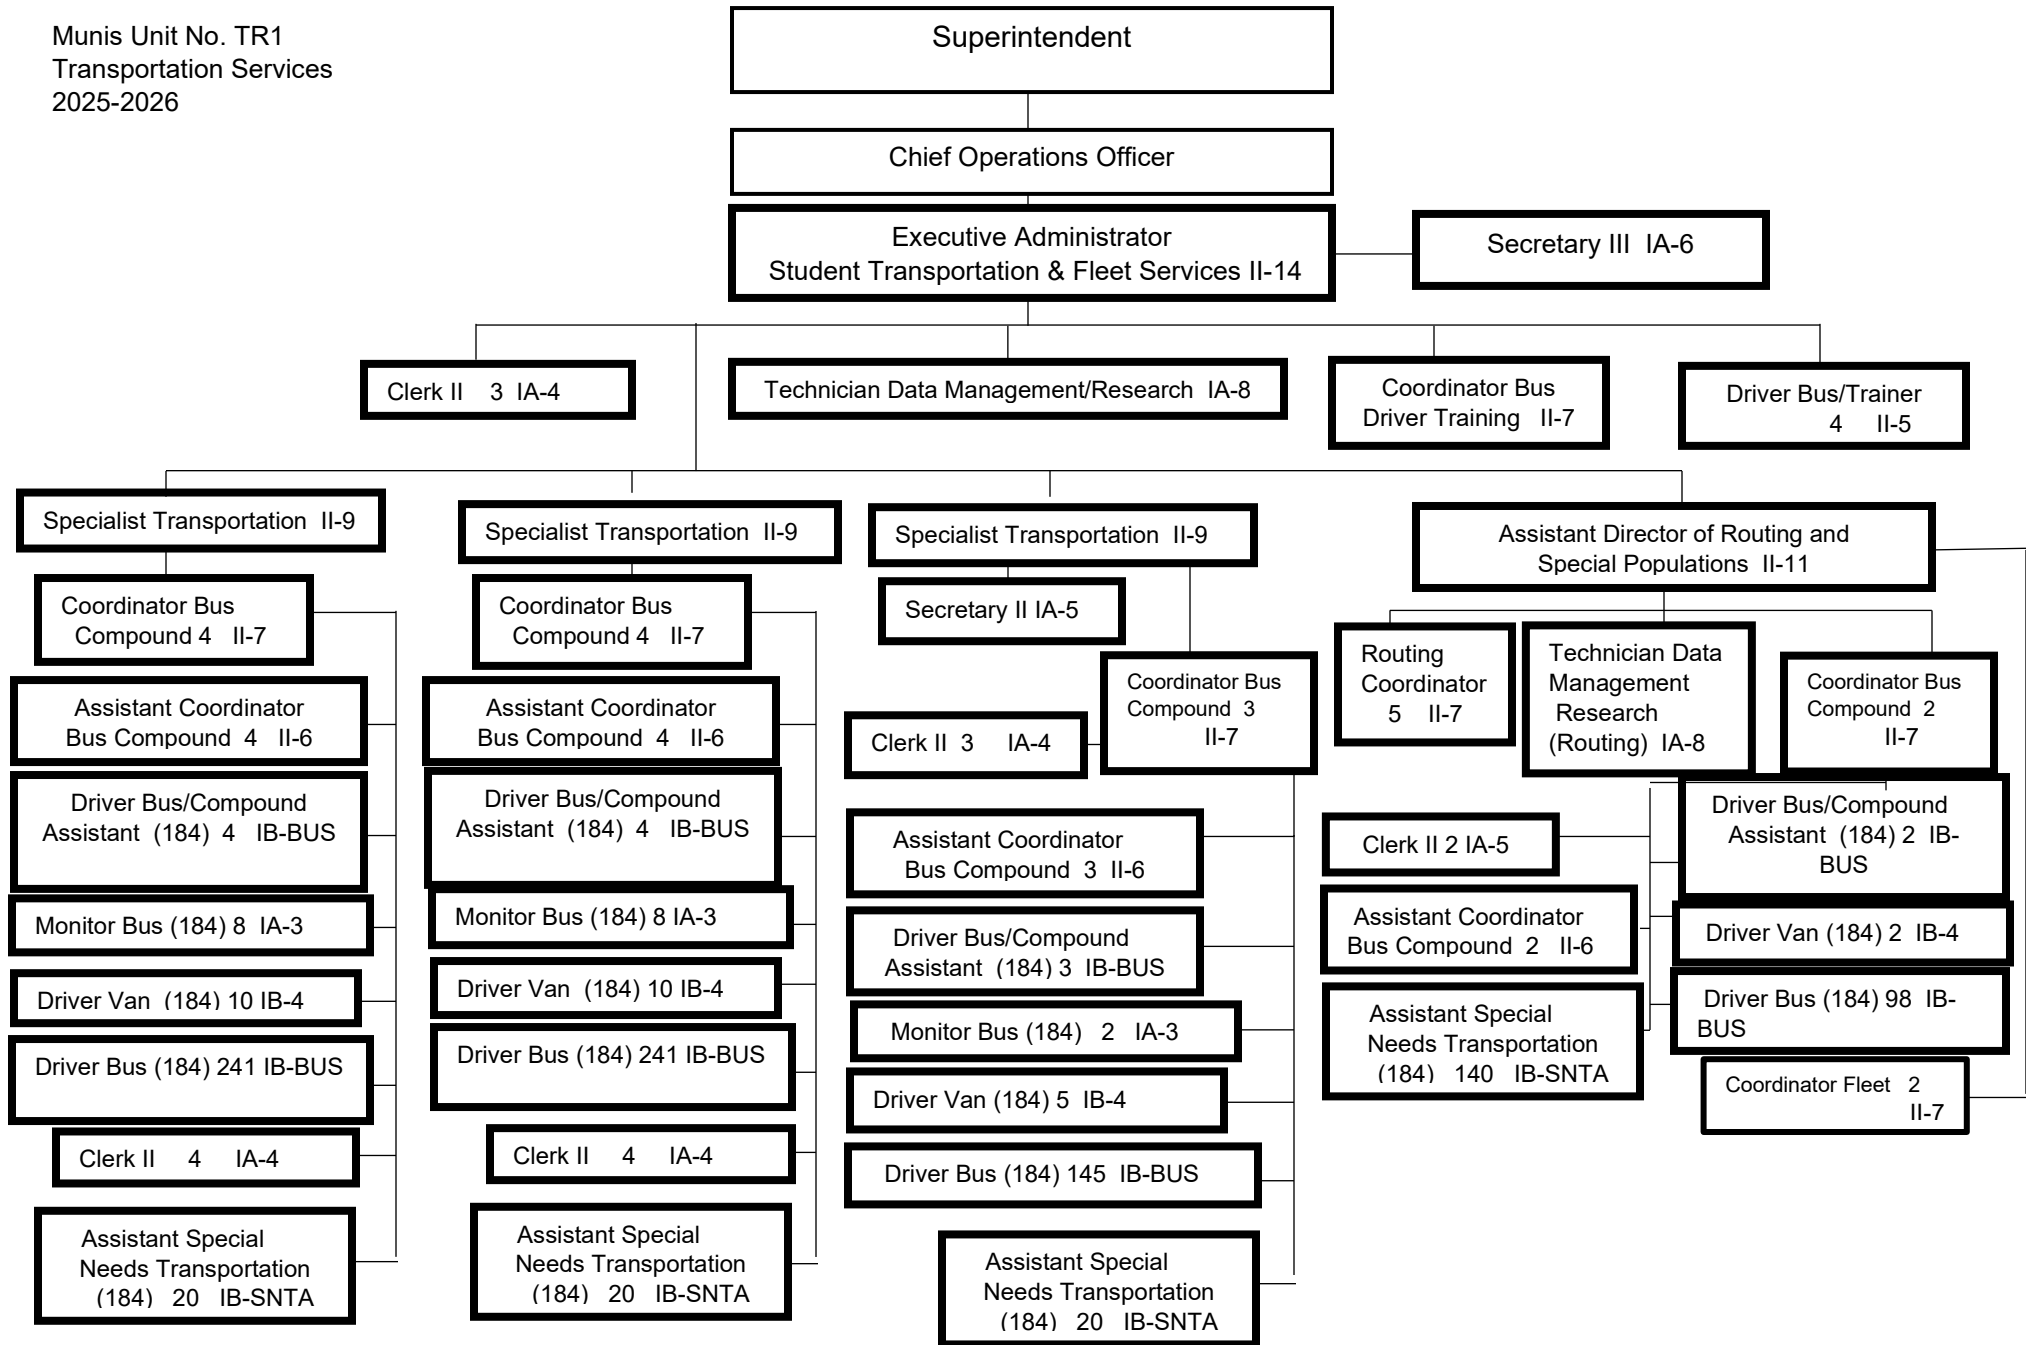 Munis Unit No. TR1
Transportation Services
2025-2026
Superintendent
Chief Operations Officer
Executive Administrator
Student Transportation & Fleet Services II-14
Secretary III IA-6
Clerk II 3 IA-4
Technician Data Management/Research IA-8
Coordinator Bus
Driver Training II-7
Driver Bus/Trainer
4 II-5
Specialist Transportation II-9
Coordinator Bus
Compound 4 II-7
Assistant Coordinator
Bus Compound 4 II-6
Driver Bus/Compound
Assistant (184) 4 IB-BUS
Monitor Bus (184) 8 IA-3
Driver Van (184) 10 IB-4
Driver Bus (184) 241 IB-BUS
Clerk II 4 IA-4
Assistant Special
Needs Transportation
(184) 20 IB-SNTA
Specialist Transportation II-9
Coordinator Bus
Compound 4 II-7
Assistant Coordinator
Bus Compound 4 II-6
Driver Bus/Compound
Assistant (184) 4 IB-BUS
Monitor Bus (184) 8 IA-3
Driver Van (184) 10 IB-4
Driver Bus (184) 241 IB-BUS
Clerk II 4 IA-4
Assistant Special
Needs Transportation
(184) 20 IB-SNTA
Specialist Transportation II-9
Secretary II IA-5
Coordinator Bus
Compound 3
II-7
Clerk II 3 IA-4
Assistant Coordinator
Bus Compound 3 II-6
Driver Bus/Compound
Assistant (184) 3 IB-BUS
Monitor Bus (184) 2 IA-3
Driver Van (184) 5 IB-4
Driver Bus (184) 145 IB-BUS
Assistant Special
Needs Transportation
(184) 20 IB-SNTA
Assistant Director of Routing and
Special Populations II-11
Routing
Coordinator
5 II-7
Technician Data
Management
Research
(Routing) IA-8
Coordinator Bus
Compound 2
II-7
Clerk II 2 IA-5
Assistant Coordinator
Bus Compound 2 II-6
Assistant Special
Needs Transportation
(184) 140 IB-SNTA
Driver Bus/Compound
Assistant (184) 2 IB-
BUS
Driver Van (184) 2 IB-4
Driver Bus (184) 98 IB-
BUS
Coordinator Fleet 2
II-7